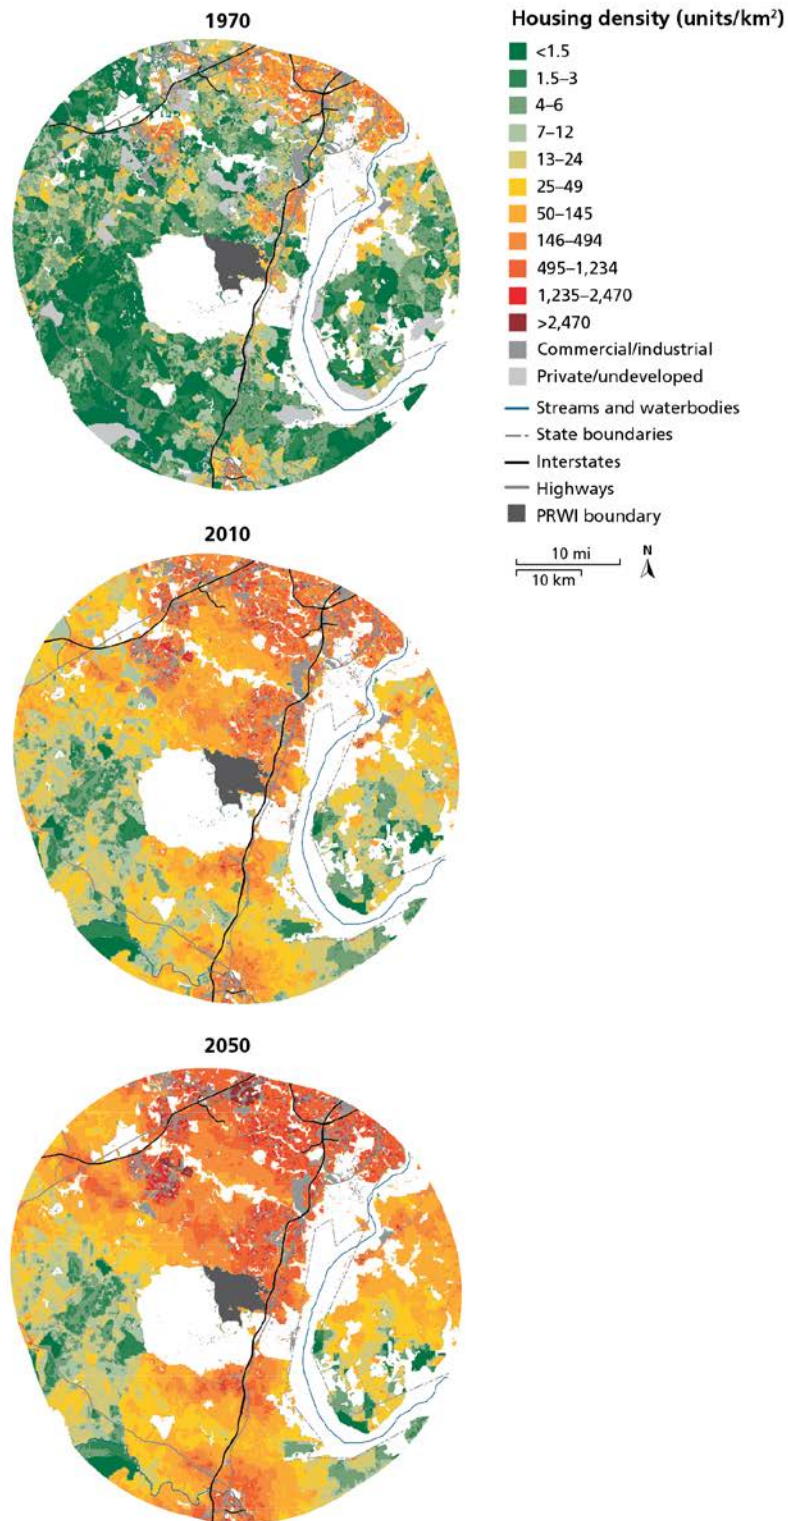 1970
Housing density (units/km²)
<1.5
1.5–3
4–6
7–12
13–24
25–49
50–145
146–494
495–1,234
1,235–2,470
>2,470
Commercial/industrial
Private/undeveloped
Streams and waterbodies
State boundaries
Interstates
Highways
PRWI boundary
10 mi
10 km
N
2010
2050